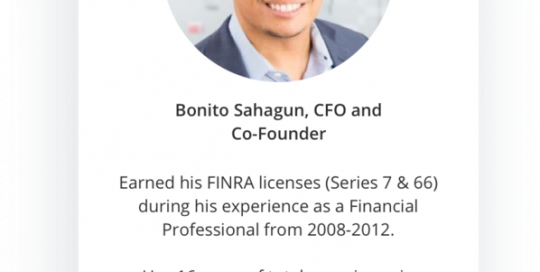 Bonito Sahagun, CFO and
Co-Founder
Earned his FINRA licenses (Series 7 & 66)
during his experience as a Financial
Professional from 2008-2012.